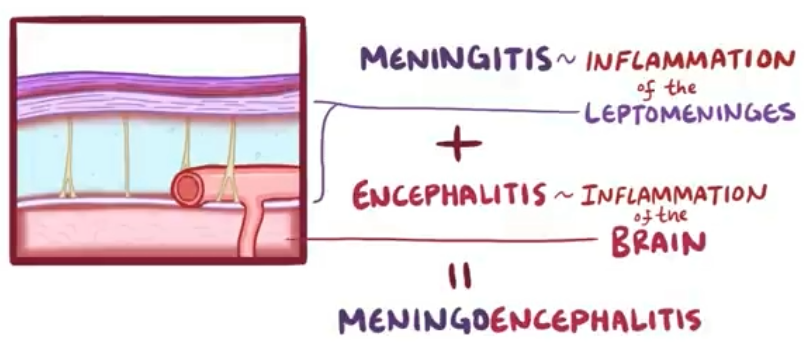 MENINGITIS ~ INFLAMMATION
of the
LEPTOMENINGES
+
ENCEPHALITIS ~ INFLAMMATION
of the
BRAIN
=
MENINGOENCEPHALITIS